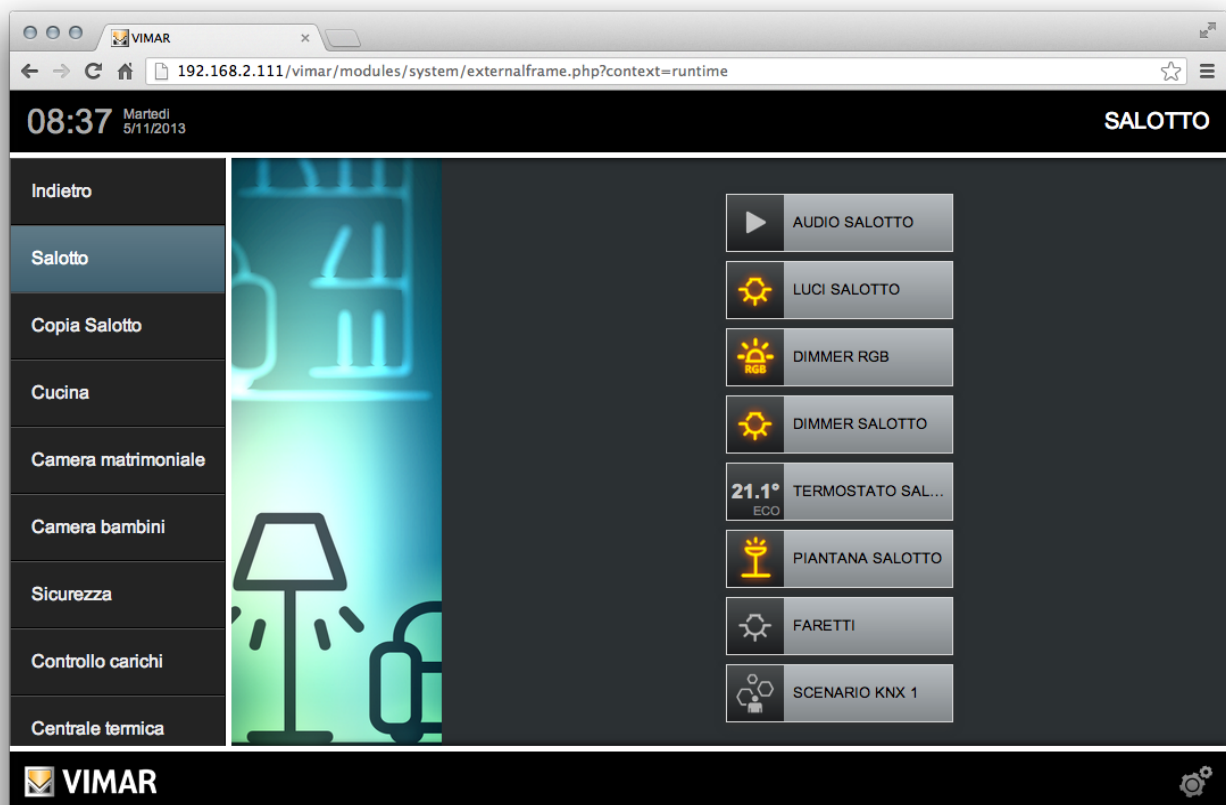 VIMAR
192.168.2.111/vimar/modules/system/externalframe.php?context=runtime
08:37
Martedi
5/11/2013
SALOTTO
Indietro
Salotto
Copia Salotto
Cucina
Camera matrimoniale
Camera bambini
Sicurezza
Controllo carichi
Centrale termica
AUDIO SALOTTO
LUCI SALOTTO
RGB
DIMMER RGB
DIMMER SALOTTO
21.1°
ECO
TERMOSTATO SAL...
PIANTANA SALOTTO
FARETTI
SCENARIO KNX 1
VIMAR